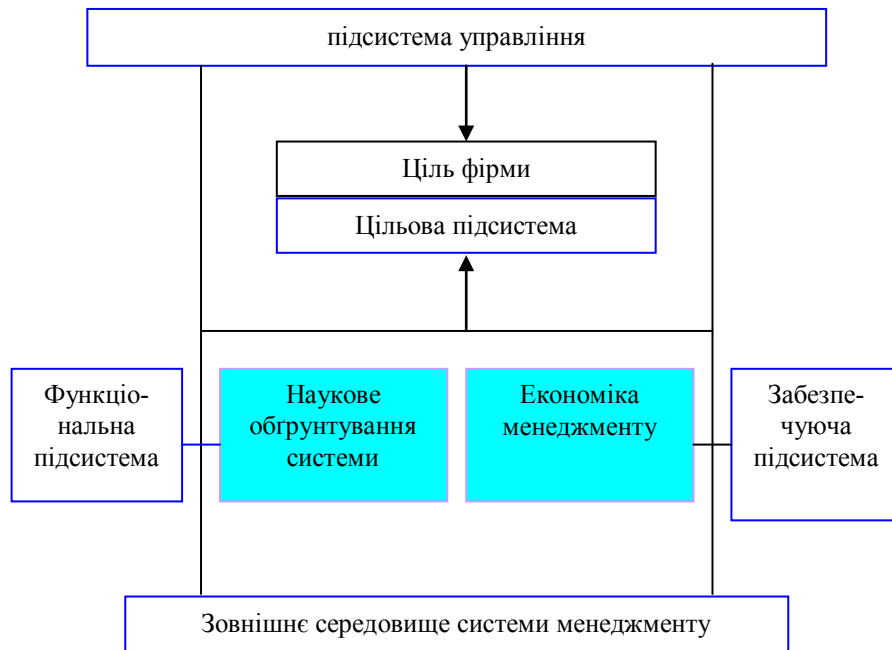 підсистема управління
Ціль фірми
Цільова підсистема
Функціо-
нальна
підсистема
Наукове
обґрунтування
системи
Економіка
менеджменту
Забезпе-
чуюча
підсистема
Зовнішнє середовище системи менеджменту